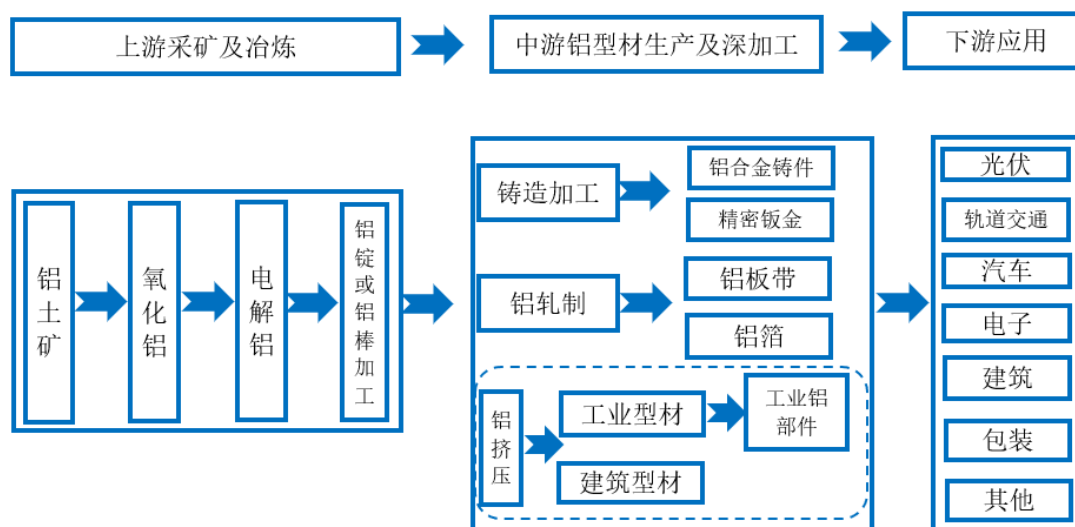 上游采矿及冶炼
中游铝型材生产及深加工
下游应用
铝土矿
氧化铝
电解铝
铝锭或铝棒加工
铸造加工
铝合金铸件
精密钣金
铝轧制
铝板带
铝箔
铝挤压
工业型材
工业铝
部件
建筑型材
光伏
轨道交通
汽车
电子
建筑
包装
其他